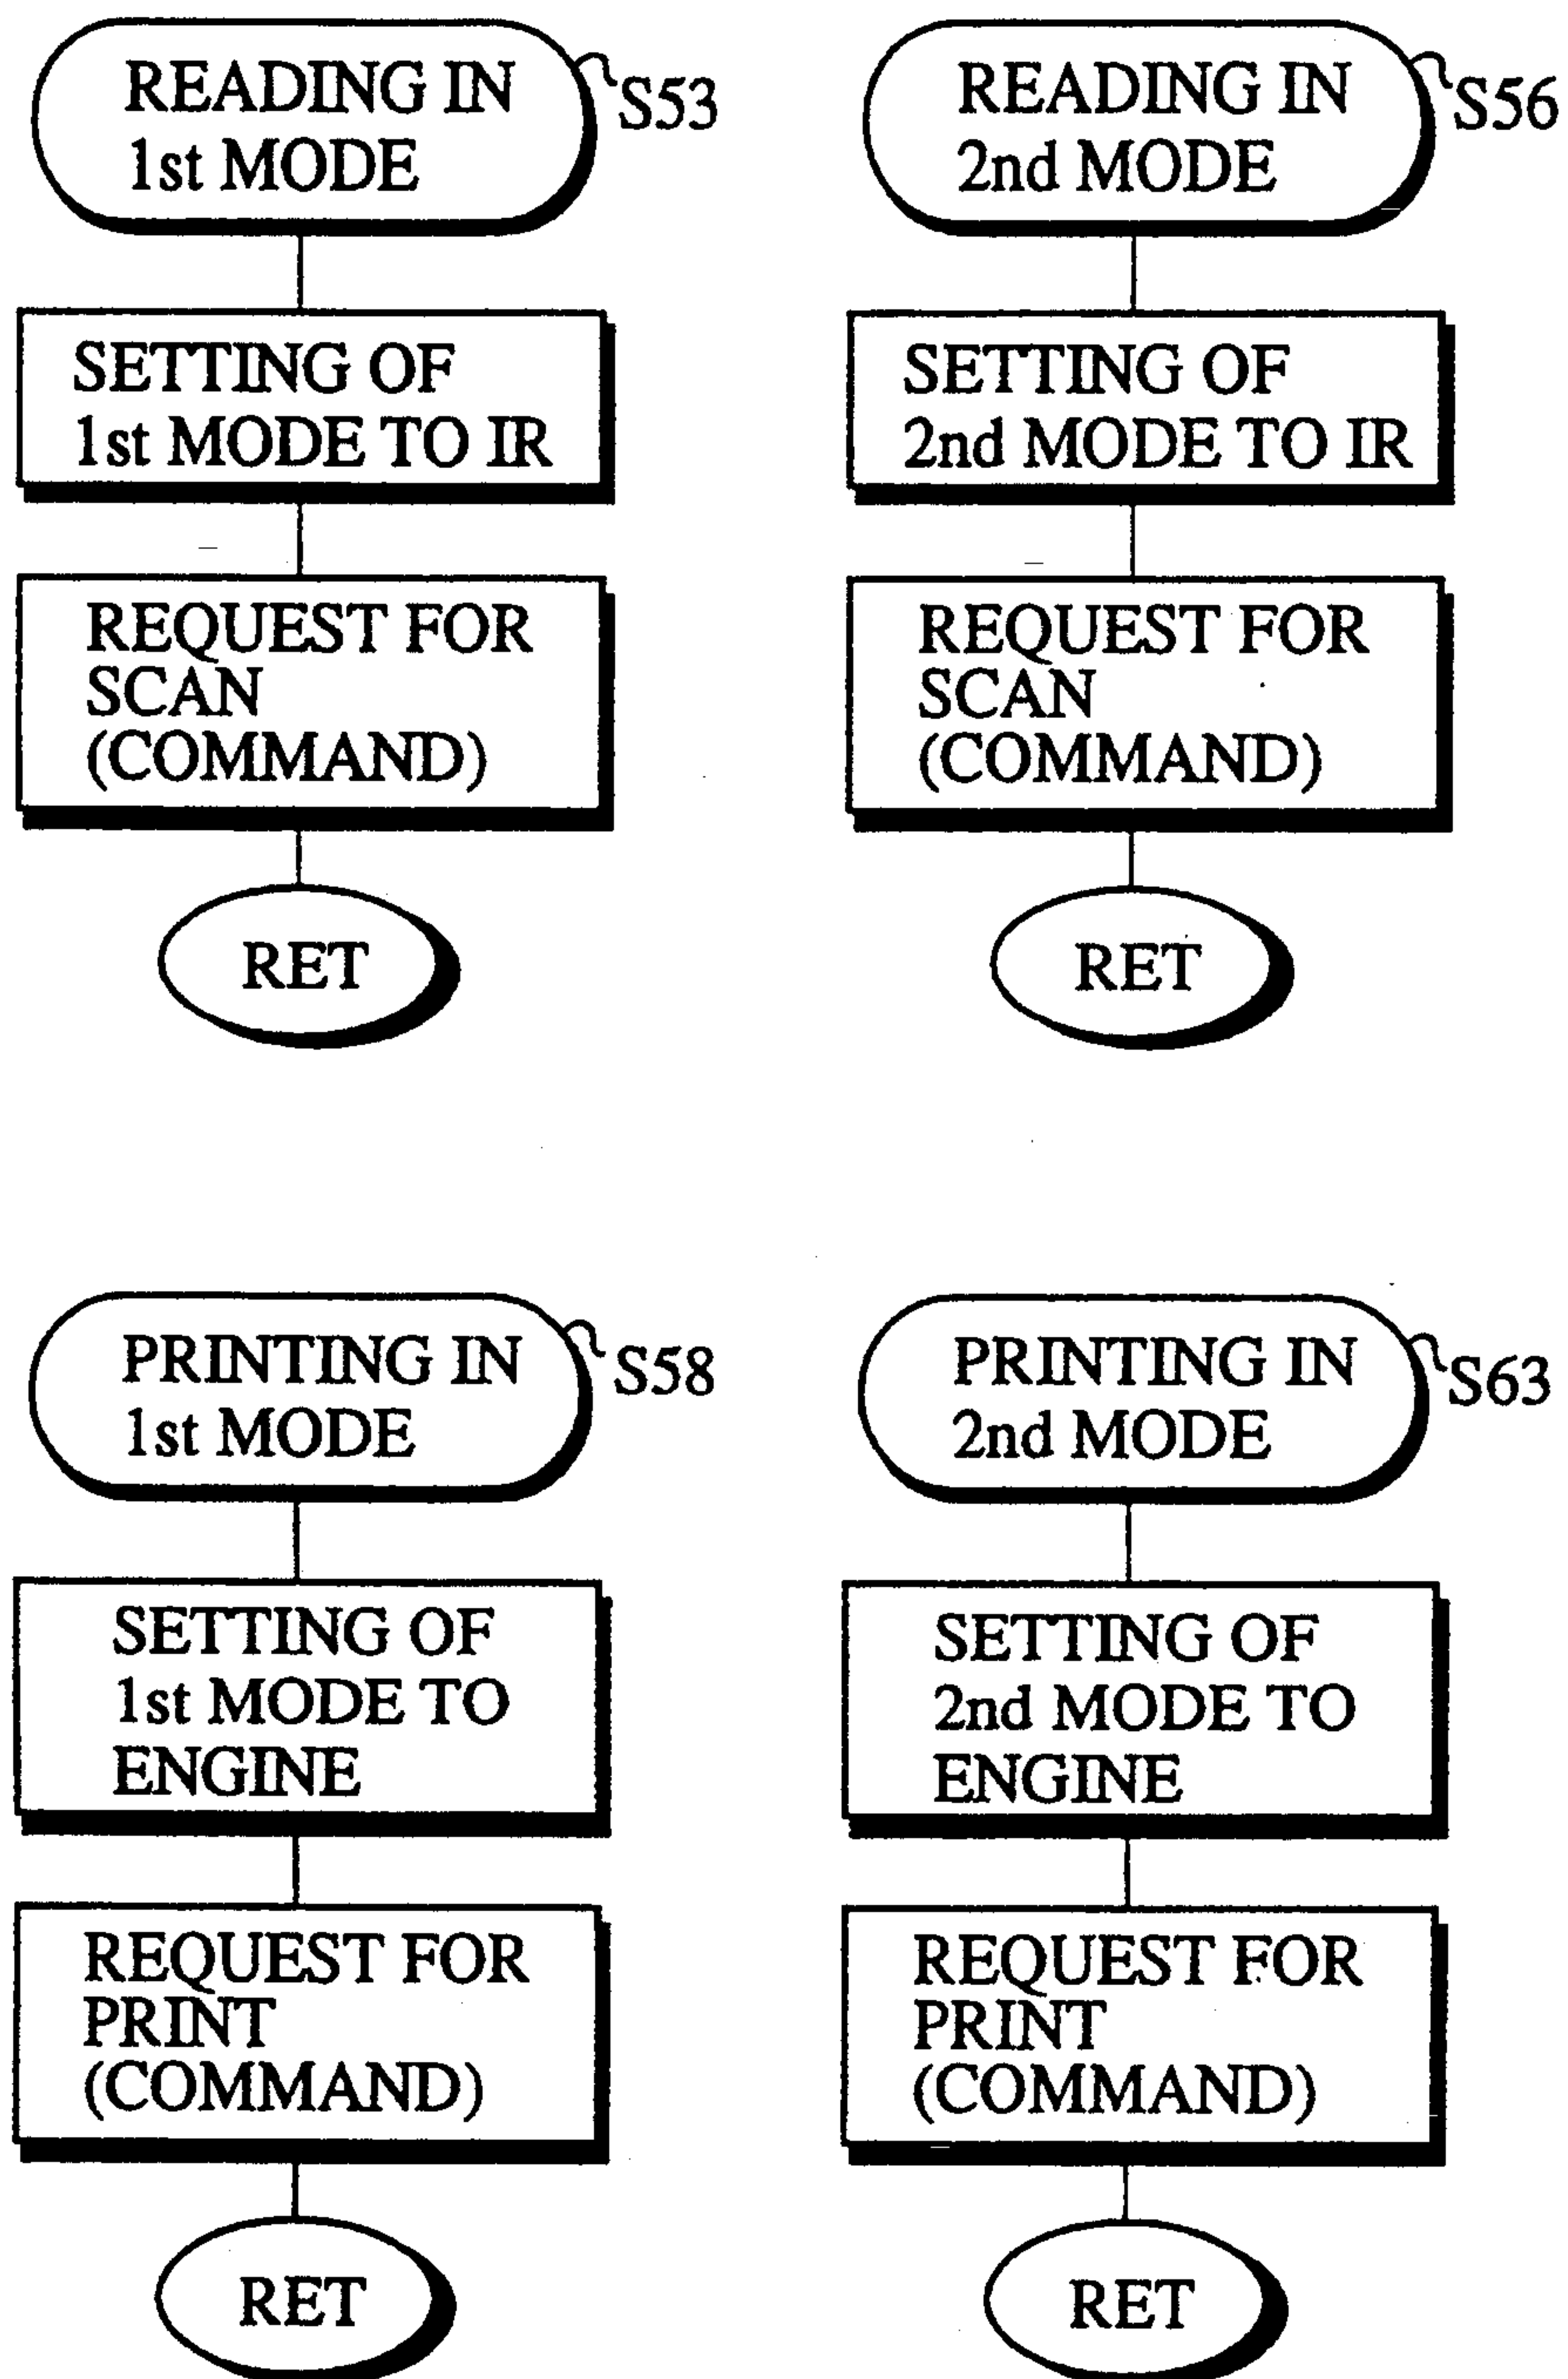 READING IN
1st MODE
S53
SETTING OF
1st MODE TO IR
REQUEST FOR
SCAN
(COMMAND)
RET
READING IN
2nd MODE
S56
SETTING OF
2nd MODE TO IR
REQUEST FOR
SCAN
(COMMAND)
RET
PRINTING IN
1st MODE
S58
SETTING OF
1st MODE TO
ENGINE
REQUEST FOR
PRINT
(COMMAND)
RET
PRINTING IN
2nd MODE
S63
SETTING OF
2nd MODE TO
ENGINE
REQUEST FOR
PRINT
(COMMAND)
RET